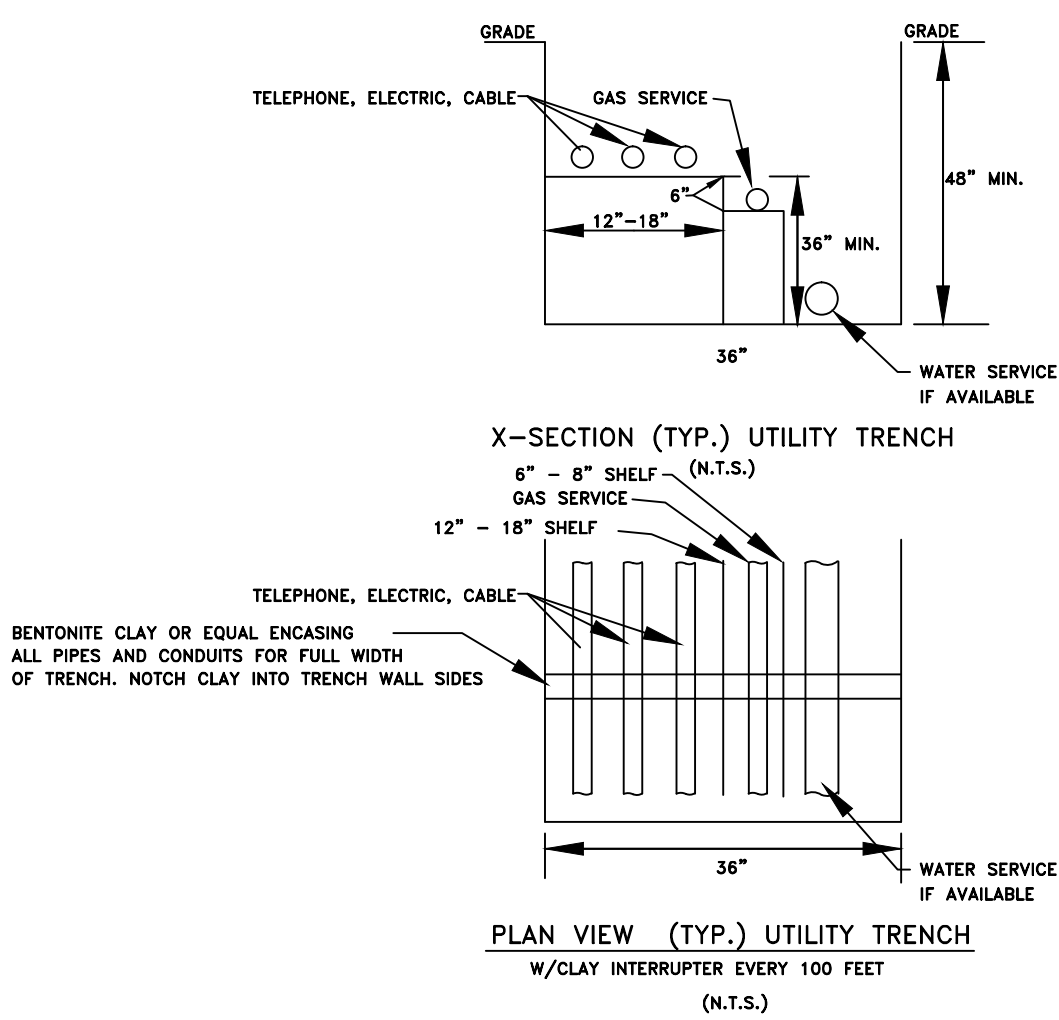 GRADE
GRADE
TELEPHONE, ELECTRIC, CABLE
GAS SERVICE
48" MIN.
6"
12"-18"
36" MIN.
36"
WATER SERVICE
IF AVAILABLE
X-SECTION (TYP.) UTILITY TRENCH
(N.T.S.)
6" - 8" SHELF
GAS SERVICE
12" - 18" SHELF
TELEPHONE, ELECTRIC, CABLE
BENTONITE CLAY OR EQUAL ENCASING
ALL PIPES AND CONDUITS FOR FULL WIDTH
OF TRENCH. NOTCH CLAY INTO TRENCH WALL SIDES
36"
WATER SERVICE
IF AVAILABLE
PLAN VIEW (TYP.) UTILITY TRENCH
W/CLAY INTERRUPTER EVERY 100 FEET
(N.T.S.)